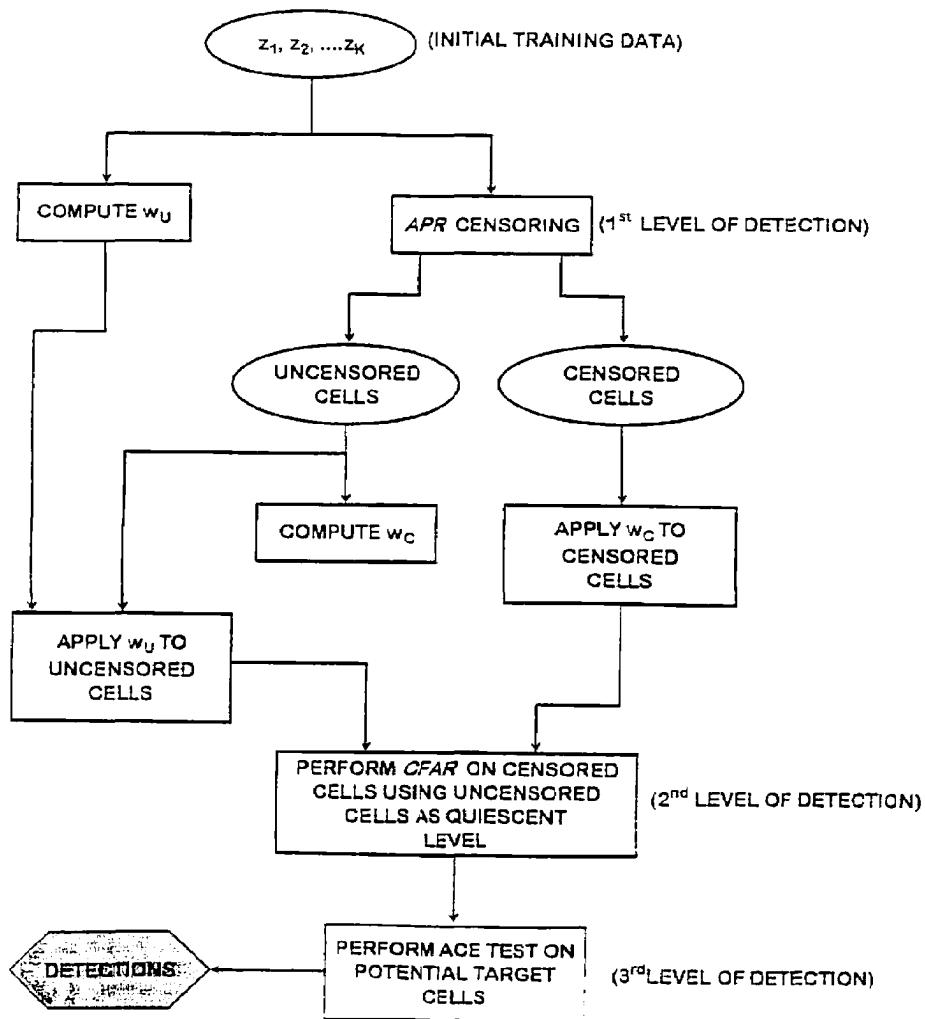 z1, z2, ....zK
(INITIAL TRAINING DATA)
COMPUTE wU
APR CENSORING
(1st LEVEL OF DETECTION)
UNCENSORED
CELLS
CENSORED
CELLS
COMPUTE wC
APPLY wC TO
CENSORED
CELLS
APPLY wU TO
UNCENSORED
CELLS
PERFORM CFAR ON CENSORED
CELLS USING UNCENSORED
CELLS AS QUIESCENT
LEVEL
(2nd LEVEL OF DETECTION)
PERFORM ACE TEST ON
POTENTIAL TARGET
CELLS
(3rd LEVEL OF DETECTION)
DETECTIONS